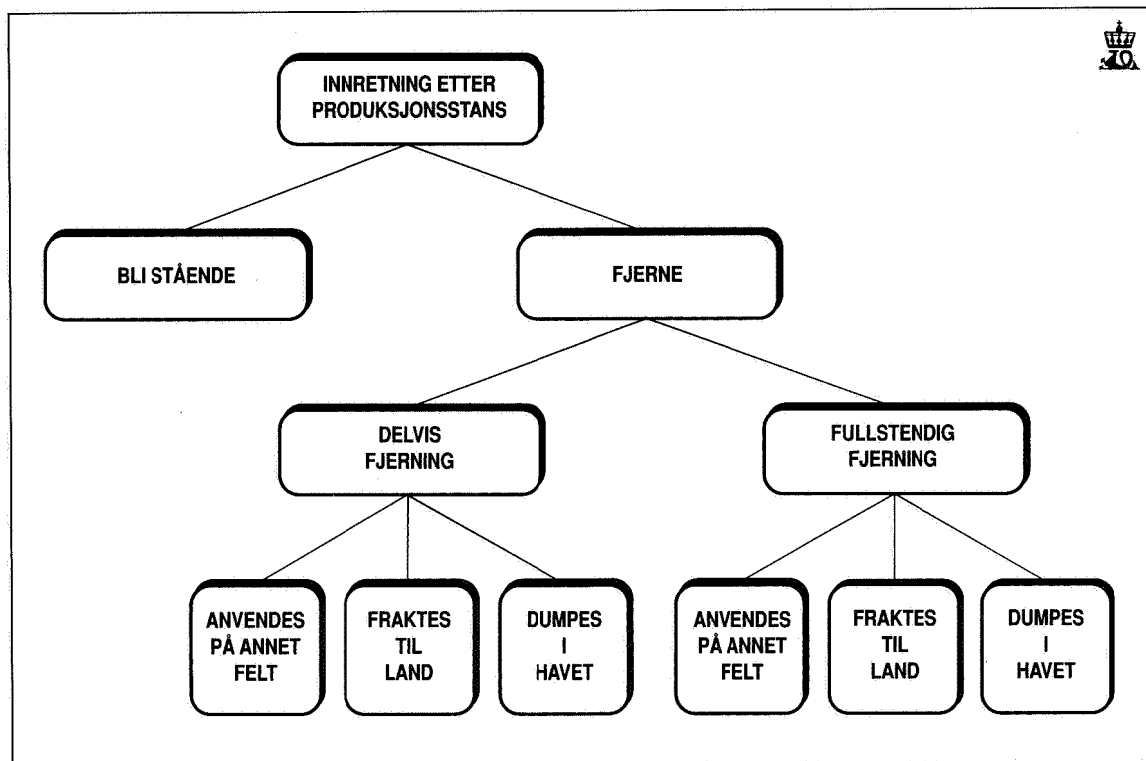 INNRETNING ETTER
PRODUKSJONSSTANS
BLI STÅENDE
FJERNE
DELVIS
FJERNING
FULLSTENDIG
FJERNING
ANVENDES
PÅ ANNET
FELT
FRAKTES
TIL
LAND
DUMPES
I
HAVET
ANVENDES
PÅ ANNET
FELT
FRAKTES
TIL
LAND
DUMPES
I
HAVET